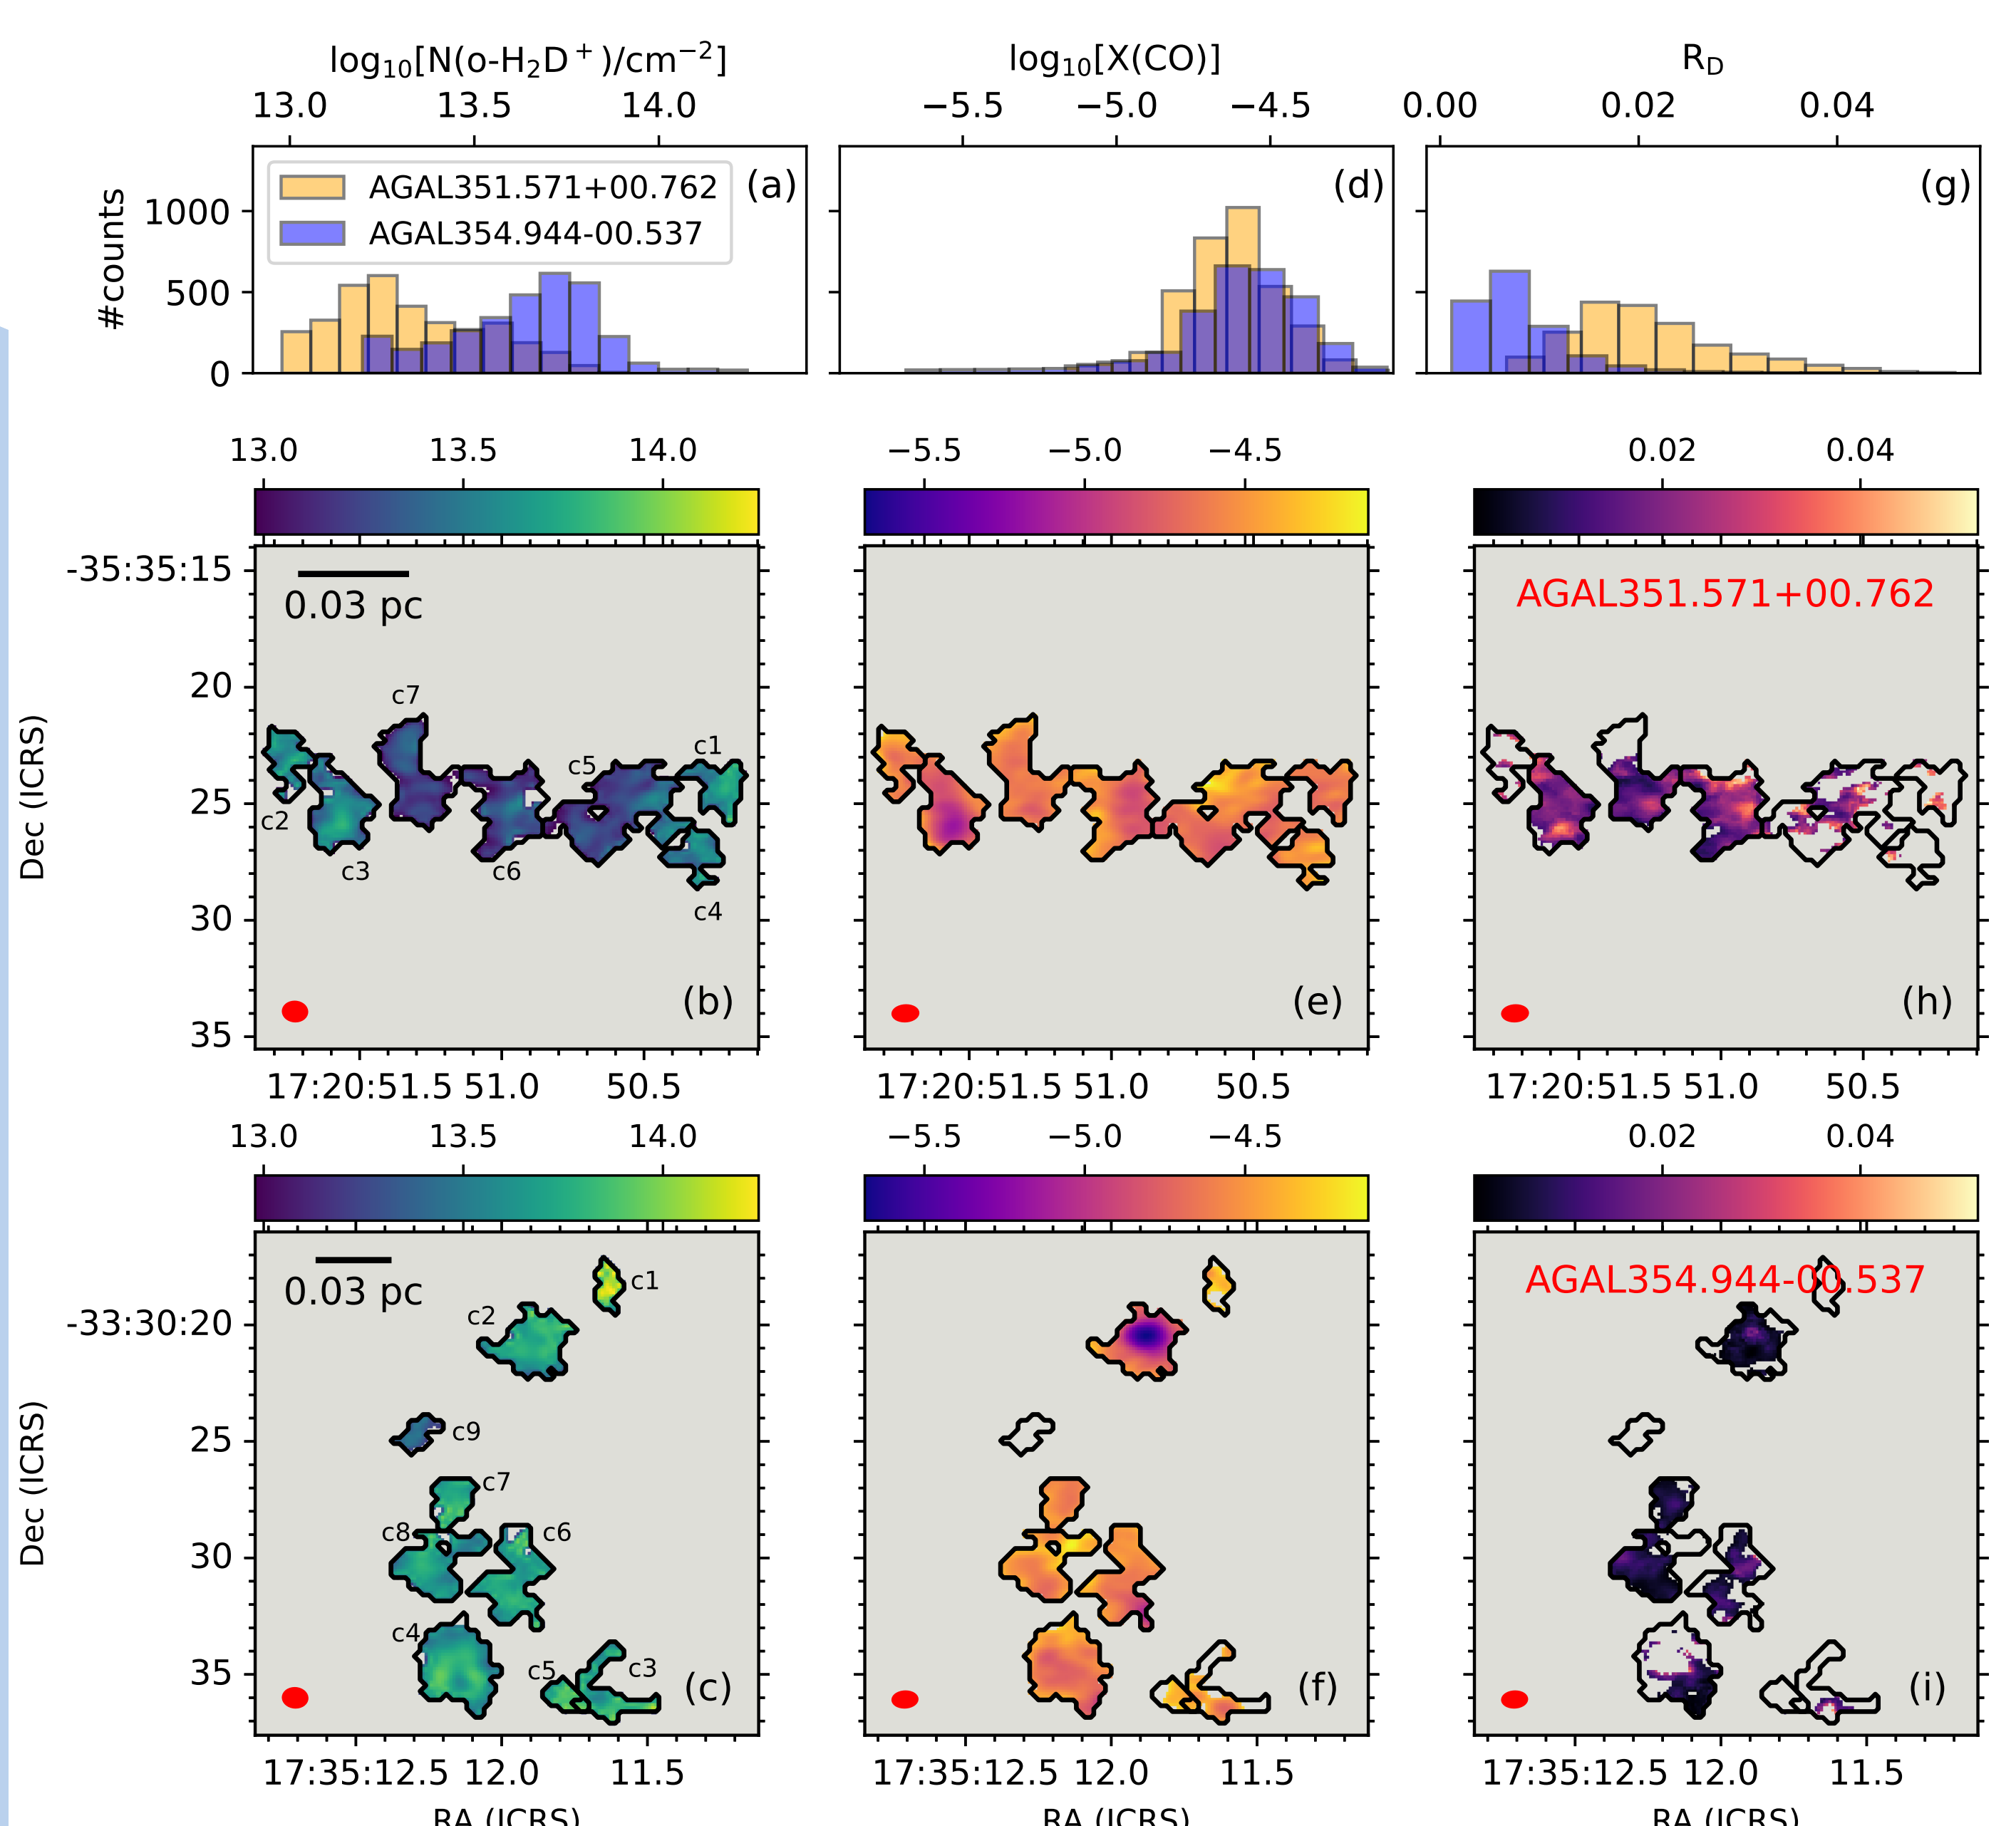 log₁₀[N(o-H₂D⁺)/cm⁻²] log₁₀[X(CO)] R_D
13.0 13.5 14.0 −5.5 −5.0 −4.5 0.00 0.02 0.04
AGAL351.571+00.762 (a) (d) (g)
AGAL354.944-00.537
#counts
1000
500
0
13.0 13.5 14.0 −5.5 −5.0 −4.5 0.02 0.04
-35:35:15
20
25
30
35
Dec (ICRS)
0.03 pc
c7
c1
c5
c2
c3
c6
c4
(b)
(e)
AGAL351.571+00.762
(h)
17:20:51.5 51.0 50.5 17:20:51.5 51.0 50.5 17:20:51.5 51.0 50.5
13.0 13.5 14.0 −5.5 −5.0 −4.5 0.02 0.04
-33:30:20
25
30
35
Dec (ICRS)
0.03 pc
c1
c2
c9
c7
c8
c6
c4
c5
c3
(c)
(f)
AGAL354.944-00.537
(i)
17:35:12.5 12.0 11.5 17:35:12.5 12.0 11.5 17:35:12.5 12.0 11.5
RA (ICRS) RA (ICRS) RA (ICRS)